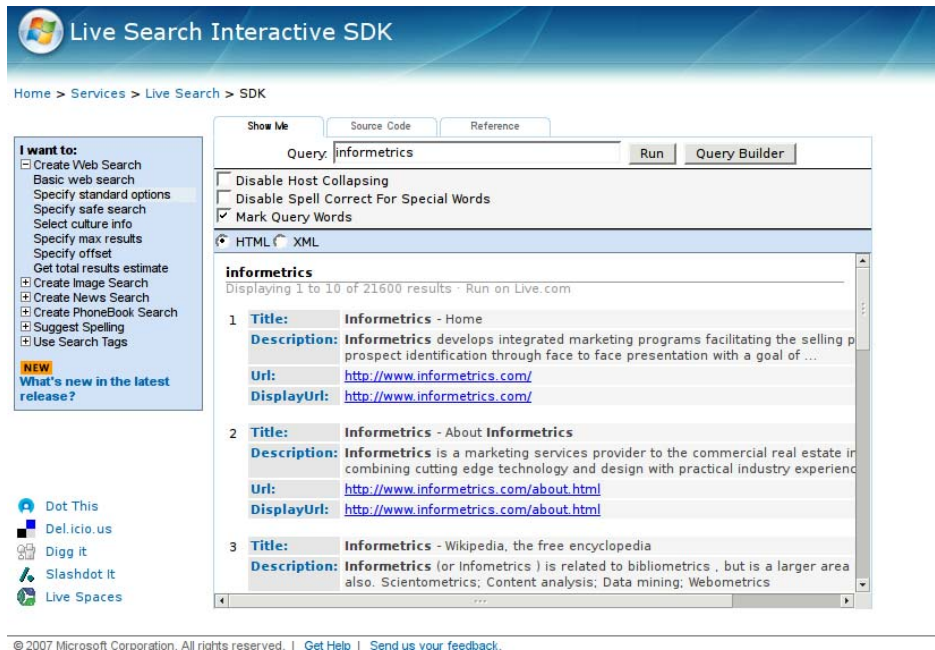 Live Search Interactive SDK
Home > Services > Live Search > SDK
Show Me
Source Code
Reference
I want to:
Create Web Search
Basic web search
Specify standard options
Specify safe search
Select culture info
Specify max results
Specify offset
Get total results estimate
Create Image Search
Create News Search
Create PhoneBook Search
Suggest Spelling
Use Search Tags
NEW
What's new in the latest
release?
Dot This
Del.icio.us
Digg it
Slashdot It
Live Spaces
Query: informetrics Run Query Builder
Disable Host Collapsing
Disable Spell Correct For Special Words
Mark Query Words
HTML XML
informetrics
Displaying 1 to 10 of 21600 results · Run on Live.com
1 Title: Informetrics - Home
Description: Informetrics develops integrated marketing programs facilitating the selling p
prospect identification through face to face presentation with a goal of ...
Url: http://www.informetrics.com/
DisplayUrl: http://www.informetrics.com/
2 Title: Informetrics - About Informetrics
Description: Informetrics is a marketing services provider to the commercial real estate in
combining cutting edge technology and design with practical industry experienc
Url: http://www.informetrics.com/about.html
DisplayUrl: http://www.informetrics.com/about.html
3 Title: Informetrics - Wikipedia, the free encyclopedia
Description: Informetrics (or Infometrics ) is related to bibliometrics , but is a larger area
also. Scientometrics; Content analysis; Data mining; Webometrics
© 2007 Microsoft Corporation. All rights reserved. | Get Help | Send us your feedback.